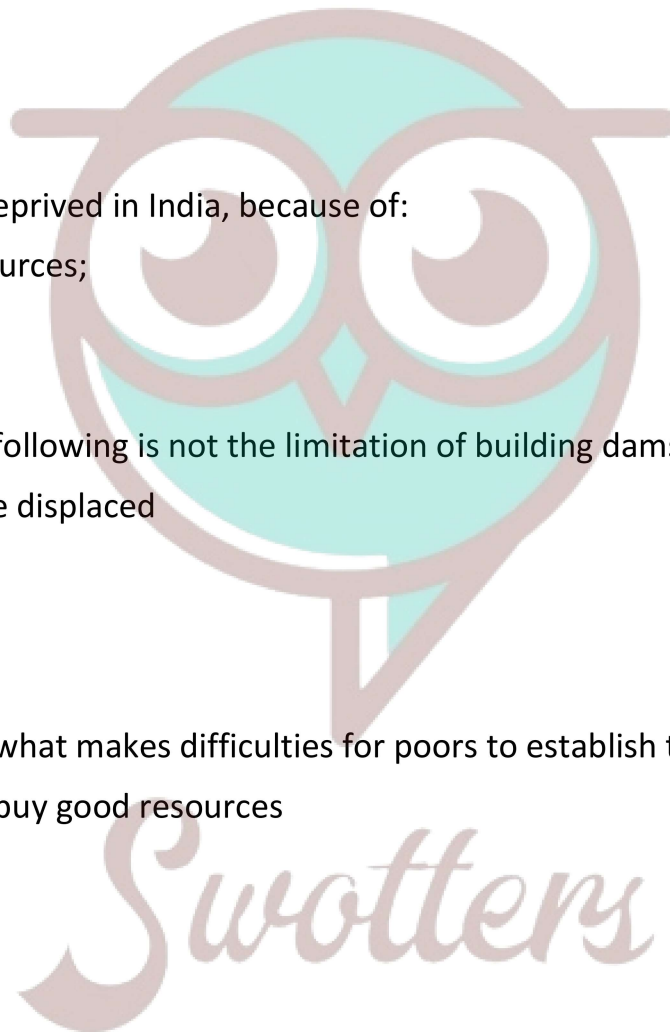 eprived in India, because of:
urces;
following is not the limitation of building dams
e displaced
what makes difficulties for poors to establish t
buy good resources
Swotters